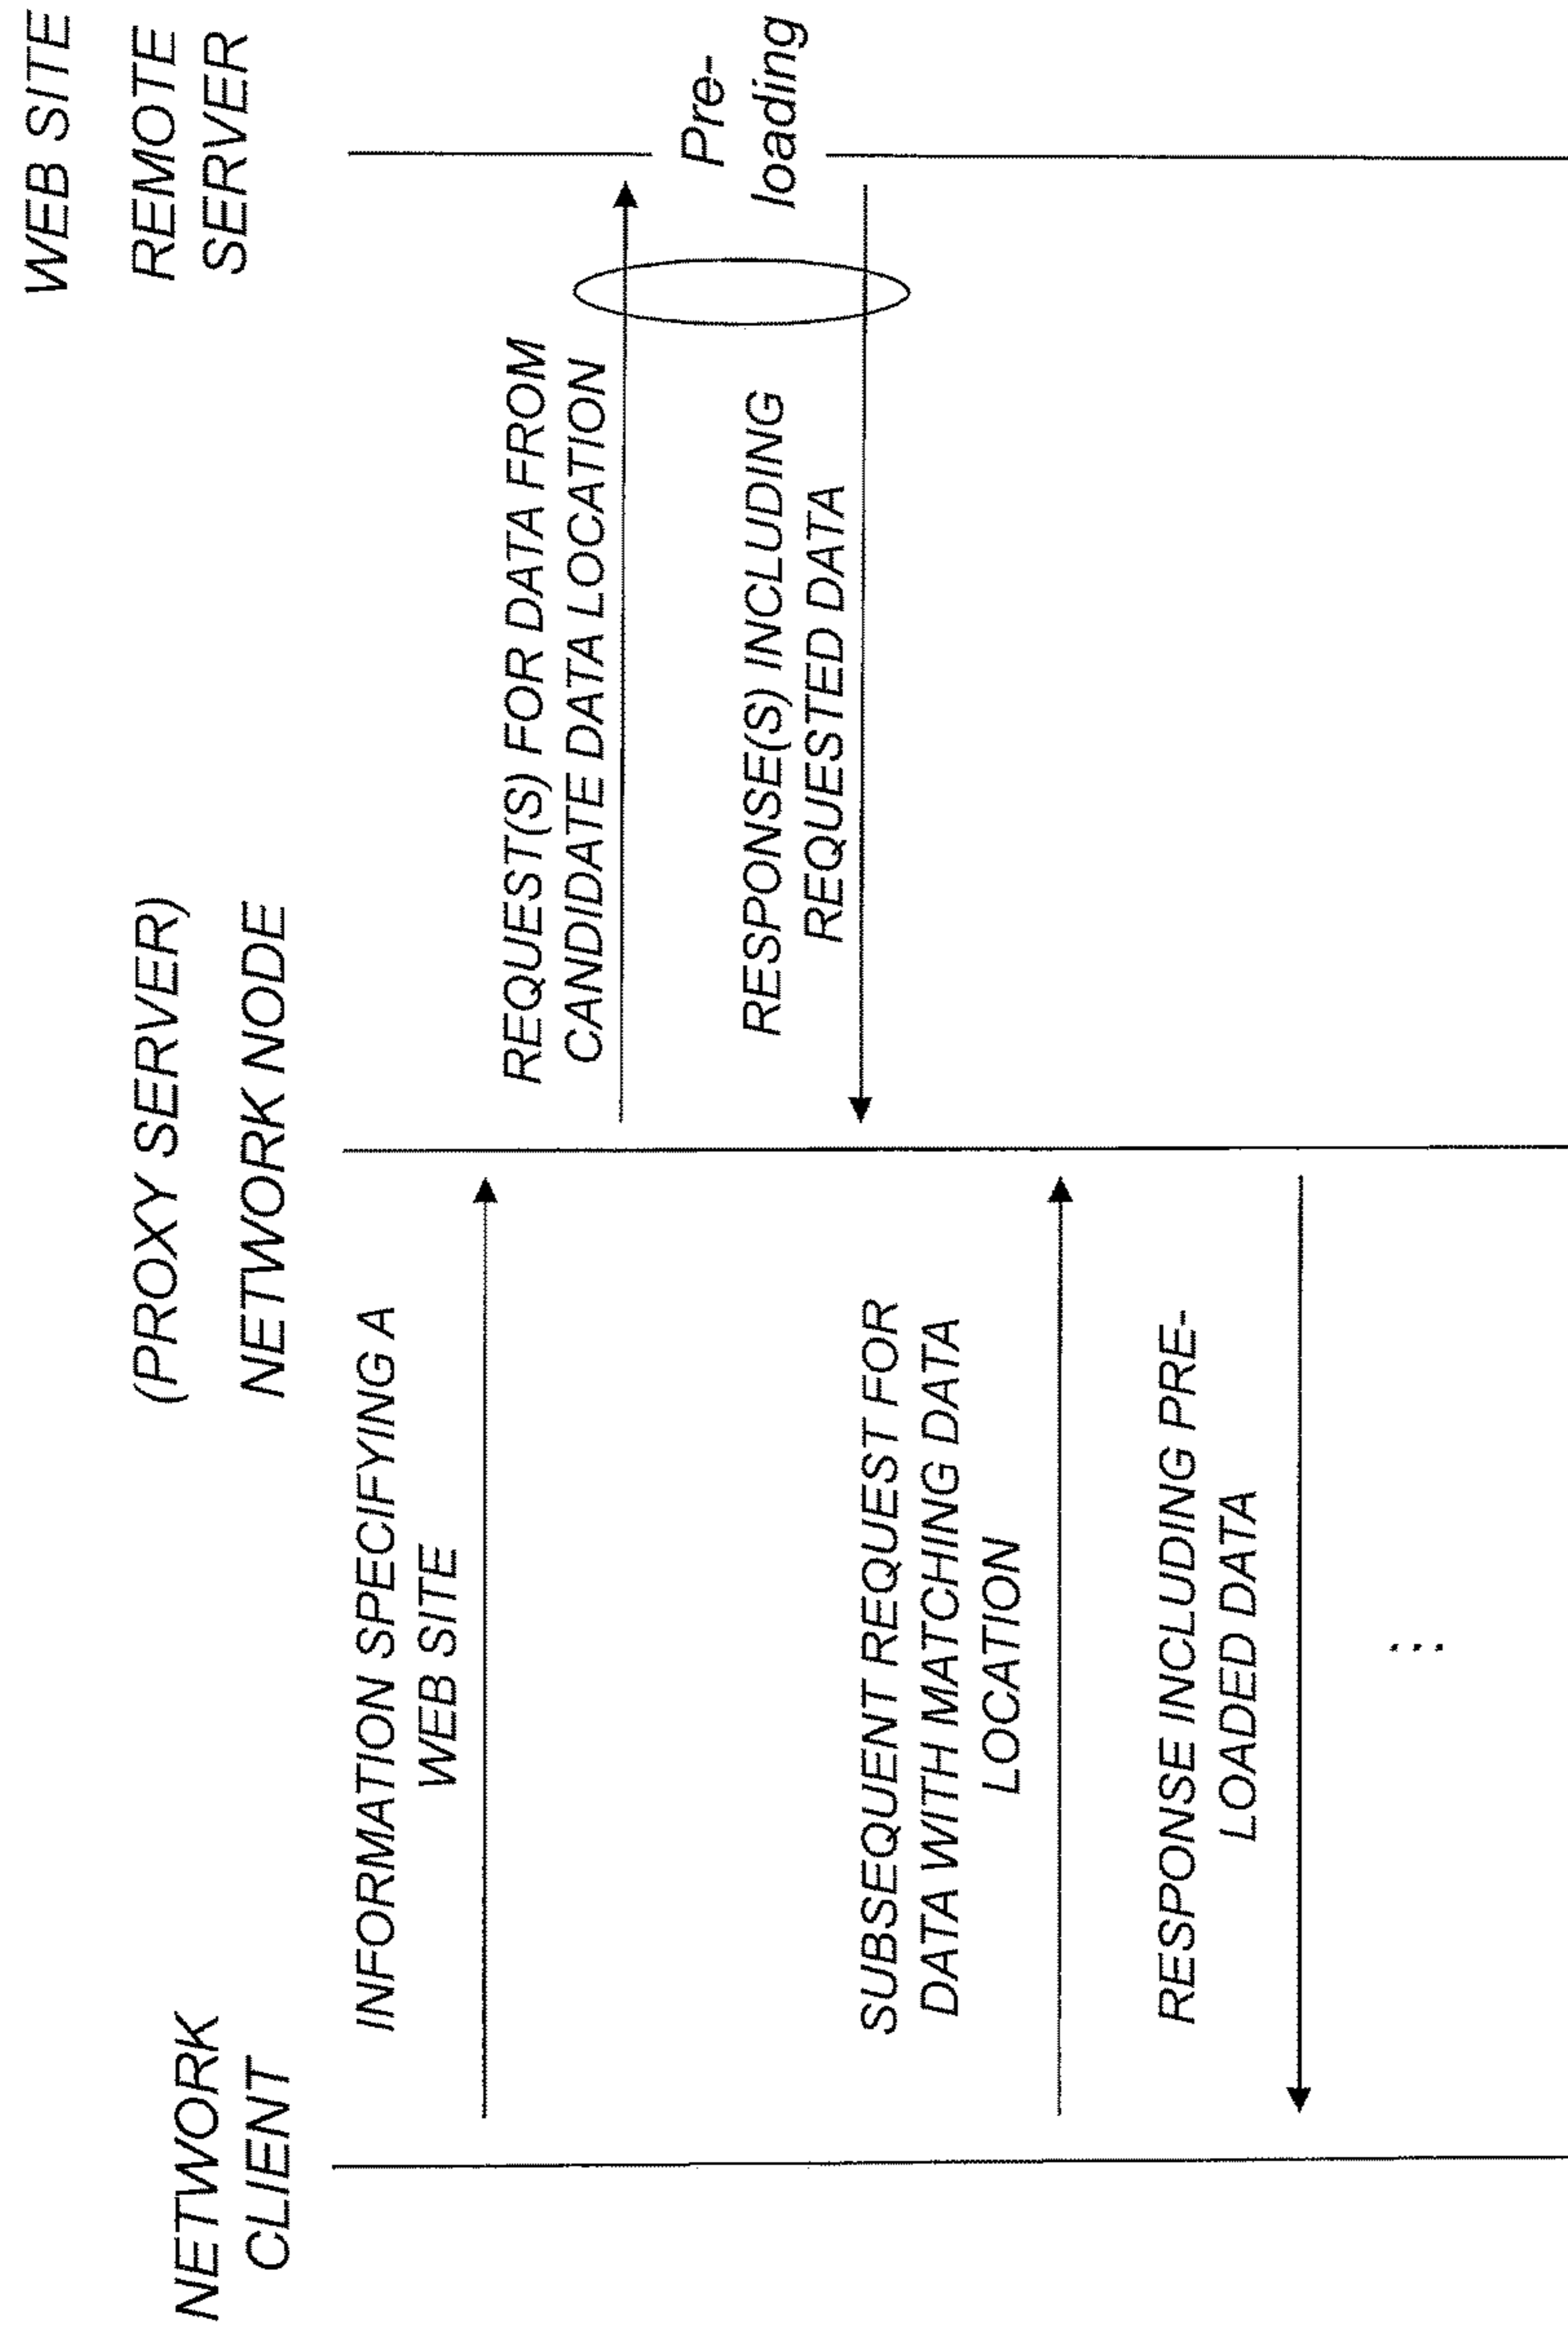 WEB SITE
(PROXY SERVER)
REMOTE
SERVER
NETWORK
CLIENT
NETWORK NODE
INFORMATION SPECIFYING A
WEB SITE
REQUEST(S) FOR DATA FROM
CANDIDATE DATA LOCATION
Pre-
loading
RESPONSE(S) INCLUDING
REQUESTED DATA
SUBSEQUENT REQUEST FOR
DATA WITH MATCHING DATA
LOCATION
RESPONSE INCLUDING PRE-
LOADED DATA
...